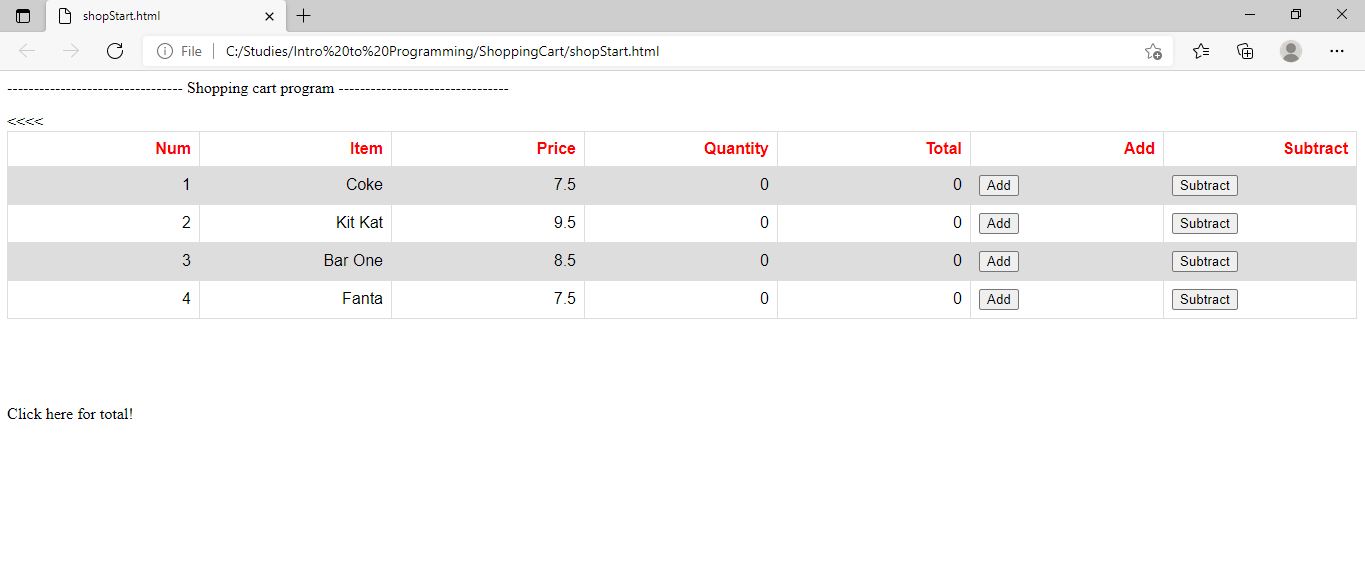 shopStart.html
File C:/Studies/Intro%20to%20Programming/ShoppingCart/shopStart.html
--------------------------------- Shopping cart program --------------------------------
<<<<
Num Item Price Quantity Total Add Subtract
1 Coke 7.5 0 0 Add Subtract
2 Kit Kat 9.5 0 0 Add Subtract
3 Bar One 8.5 0 0 Add Subtract
4 Fanta 7.5 0 0 Add Subtract
Click here for total!